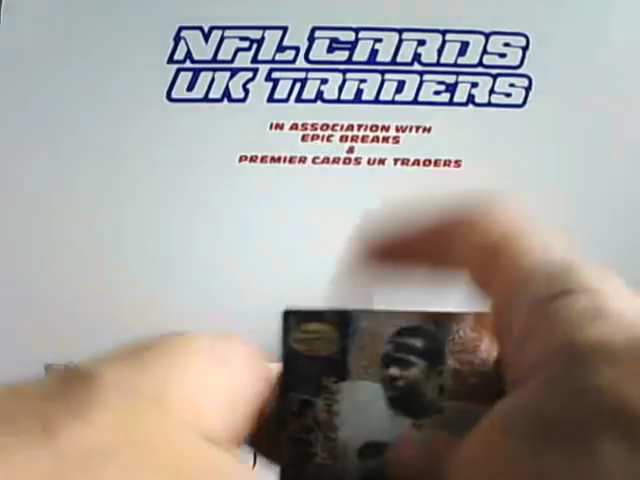 NFL CARDS
UK TRADERS
IN ASSOCIATION WITH
EPIC BREAKS
&
PREMIER CARDS UK TRADERS